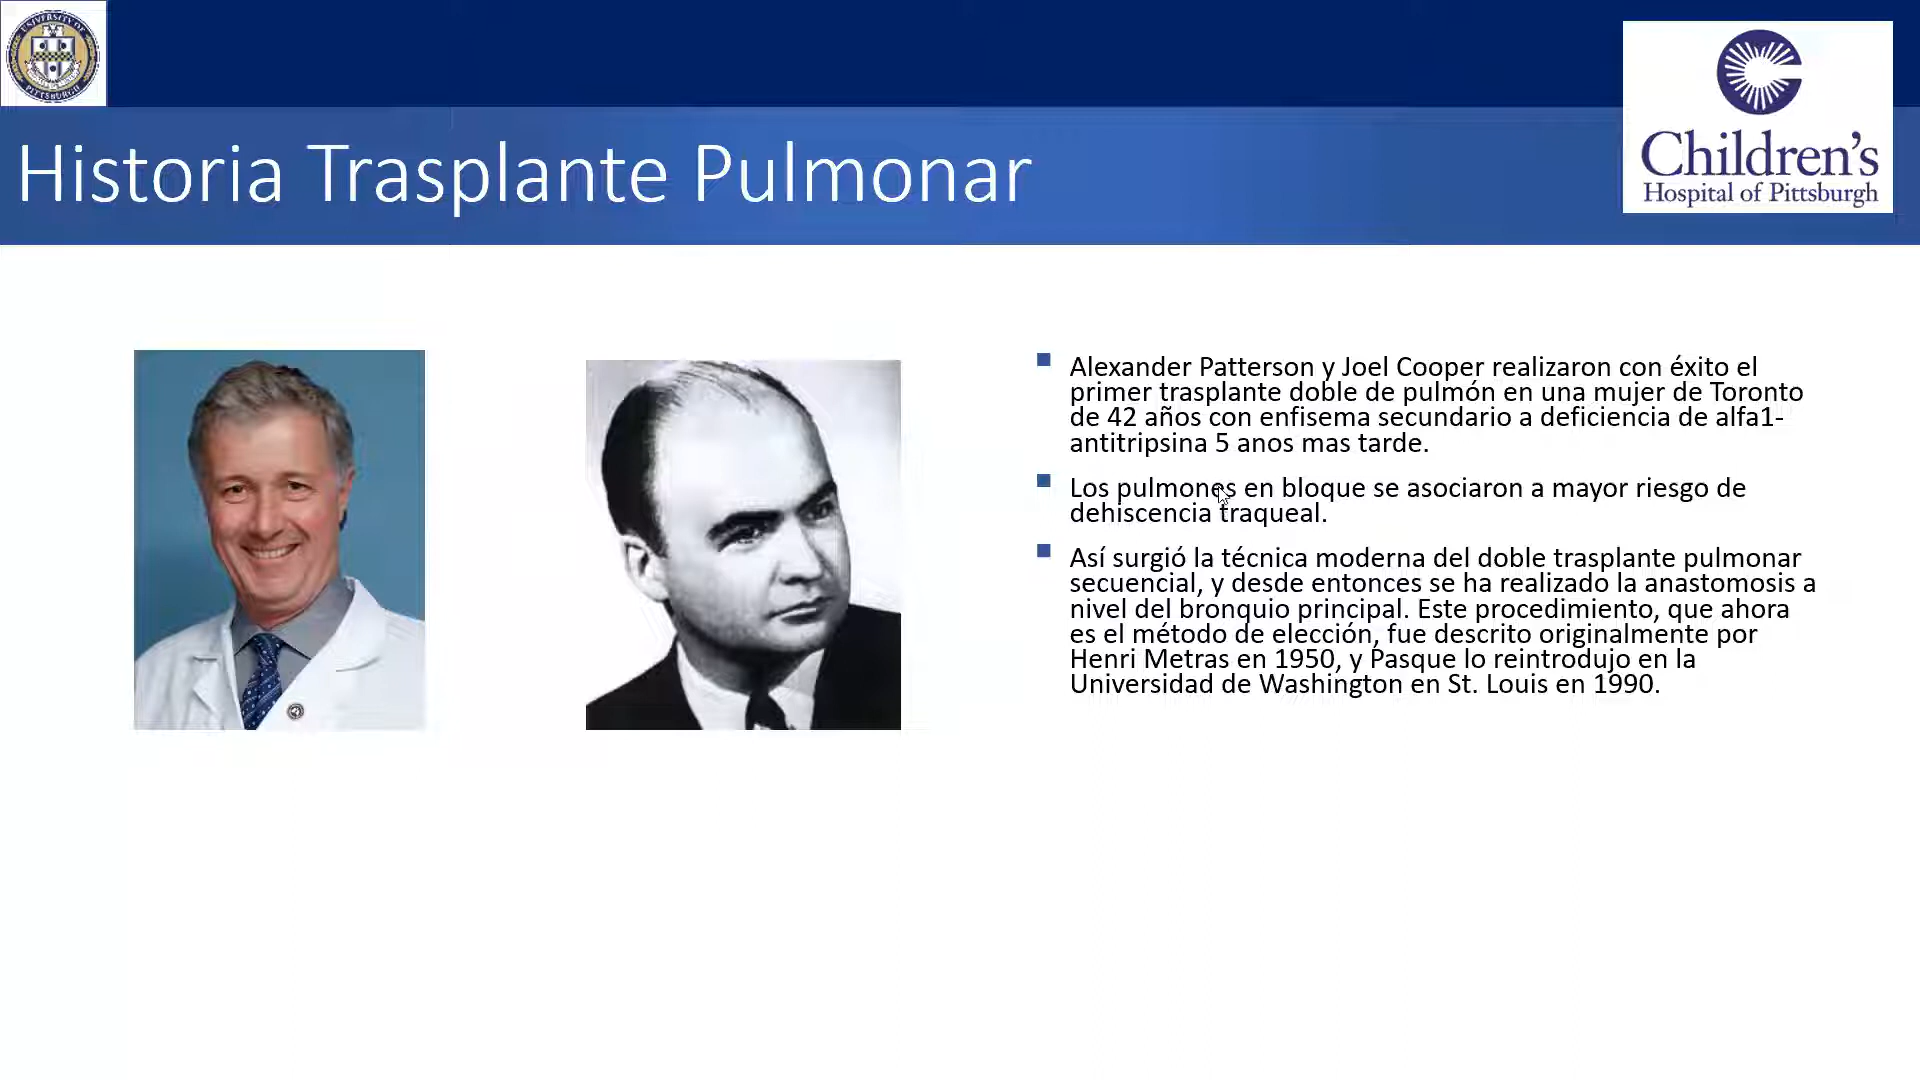 UNIVERSITY OF
PITTSBURGH
Children's
Hospital of Pittsburgh
Historia Trasplante Pulmonar
Alexander Patterson y Joel Cooper realizaron con éxito el
primer trasplante doble de pulmón en una mujer de Toronto
de 42 años con enfisema secundario a deficiencia de alfa1-
antitripsina 5 anos mas tarde.
Los pulmones en bloque se asociaron a mayor riesgo de
dehiscencia traqueal.
Así surgió la técnica moderna del doble trasplante pulmonar
secuencial, y desde entonces se ha realizado la anastomosis a
nivel del bronquio principal. Este procedimiento, que ahora
es el método de elección, fue descrito originalmente por
Henri Metras en 1950, y Pasque lo reintrodujo en la
Universidad de Washington en St. Louis en 1990.